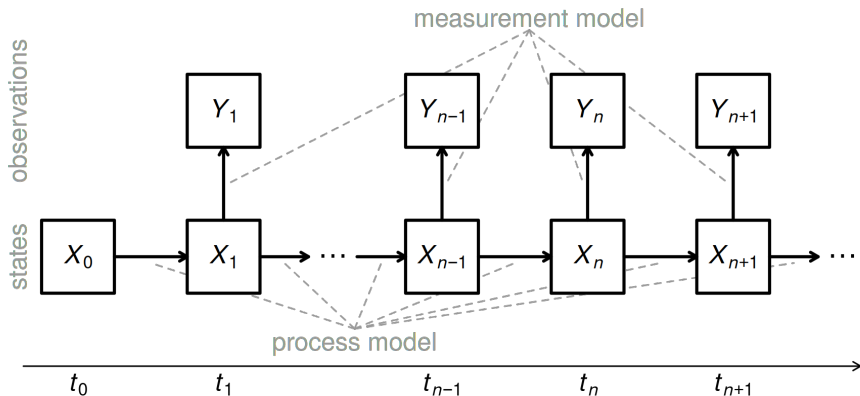 measurement model
observations
Y₁ Yₙ₋₁ Yₙ Yₙ₊₁
states
X₀ X₁ ··· Xₙ₋₁ Xₙ Xₙ₊₁ ···
process model
t₀ t₁ tₙ₋₁ tₙ tₙ₊₁